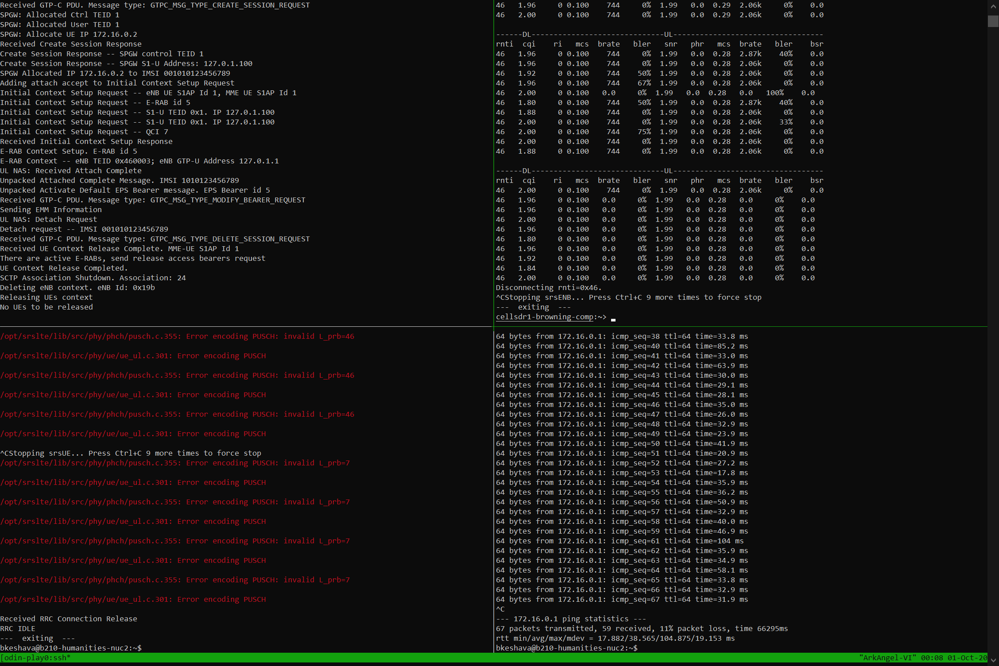 Received GTP-C PDU. Message type: GTPC_MSG_TYPE_CREATE_SESSION_REQUEST
SPGW: Allocated Ctrl TEID 1
SPGW: Allocated User TEID 1
SPGW: Allocate UE IP 172.16.0.2
Received Create Session Response
Create Session Response -- SPGW control TEID 1
Create Session Response -- SPGW S1-U Address: 127.0.1.100
SPGW Allocated IP 172.16.0.2 to IMSI 001010123456789
Adding attach accept to Initial Context Setup Request
Initial Context Setup Request -- eNB UE S1AP Id 1, MME UE S1AP Id 1
Initial Context Setup Request -- E-RAB id 5
Initial Context Setup Request -- S1-U TEID 0x1. IP 127.0.1.100
Initial Context Setup Request -- S1-U TEID 0x1. IP 127.0.1.100
Initial Context Setup Request -- QCI 7
Received Initial Context Setup Response
E-RAB Context Setup. E-RAB id 5
E-RAB Context -- eNB TEID 0x460003; eNB GTP-U Address 127.0.1.1
UL NAS: Received Attach Complete
Unpacked Attached Complete Message. IMSI 1010123456789
Unpacked Activate Default EPS Bearer message. EPS Bearer id 5
Received GTP-C PDU. Message type: GTPC_MSG_TYPE_MODIFY_BEARER_REQUEST
Sending EMM Information
UL NAS: Detach Request
Detach request -- IMSI 001010123456789
Received GTP-C PDU. Message type: GTPC_MSG_TYPE_DELETE_SESSION_REQUEST
Received UE Context Release Complete. MME-UE S1AP Id 1
There are active E-RABs, send release access bearers request
UE Context Release Completed.
SCTP Association Shutdown. Association: 24
Deleting eNB context. eNB Id: 0x19b
Releasing UEs context
No UEs to be released
46 1.96 0 0.100 744 0% 1.99 0.0 0.29 2.06k 0% 0.0
46 2.00 0 0.100 744 0% 1.99 0.0 0.29 2.06k 0% 0.0
------DL------------------------------UL----------------------------------
rnti cqi ri mcs brate bler snr phr mcs brate bler bsr
46 1.96 0 0.100 744 0% 1.99 0.0 0.28 2.87k 40% 0.0
46 1.96 0 0.100 744 0% 1.99 0.0 0.28 2.06k 0% 0.0
46 1.92 0 0.100 744 50% 1.99 0.0 0.28 2.06k 0% 0.0
46 1.96 0 0.100 744 67% 1.99 0.0 0.28 2.06k 0% 0.0
46 2.00 0 0.100 0.0 0% 1.99 0.0 0.28 0.0 100% 0.0
46 1.80 0 0.100 744 50% 1.99 0.0 0.28 2.87k 40% 0.0
46 1.88 0 0.100 744 0% 1.99 0.0 0.28 2.06k 0% 0.0
46 2.00 0 0.100 744 0% 1.99 0.0 0.28 2.06k 33% 0.0
46 2.00 0 0.100 744 75% 1.99 0.0 0.28 2.06k 0% 0.0
46 2.00 0 0.100 744 0% 1.99 0.0 0.28 2.06k 0% 0.0
46 1.88 0 0.100 744 0% 1.99 0.0 0.28 2.06k 0% 0.0
------DL------------------------------UL----------------------------------
rnti cqi ri mcs brate bler snr phr mcs brate bler bsr
46 2.00 0 0.100 744 0% 1.99 0.0 0.28 2.06k 0% 0.0
46 1.96 0 0.100 0.0 0% 1.99 0.0 0.28 0.0 0% 0.0
46 1.96 0 0.100 0.0 0% 1.99 0.0 0.28 0.0 0% 0.0
46 2.00 0 0.100 0.0 0% 1.99 0.0 0.28 0.0 0% 0.0
46 1.96 0 0.100 0.0 0% 1.99 0.0 0.28 0.0 0% 0.0
46 1.80 0 0.100 0.0 0% 1.99 0.0 0.28 0.0 0% 0.0
46 1.96 0 0.100 0.0 0% 1.99 0.0 0.28 0.0 0% 0.0
46 1.92 0 0.100 0.0 0% 1.99 0.0 0.28 0.0 0% 0.0
46 1.84 0 0.100 0.0 0% 1.99 0.0 0.28 0.0 0% 0.0
46 2.00 0 0.100 0.0 0% 1.99 0.0 0.28 0.0 0% 0.0
Disconnecting rnti=0x46.
^CStopping srsENB... Press Ctrl+C 9 more times to force stop
--- exiting ---
cellsdr1-browning-comp:~>
/opt/srslte/lib/src/phy/phch/pusch.c.355: Error encoding PUSCH: invalid L_prb=46
/opt/srslte/lib/src/phy/ue/ue_ul.c.301: Error encoding PUSCH
/opt/srslte/lib/src/phy/phch/pusch.c.355: Error encoding PUSCH: invalid L_prb=46
/opt/srslte/lib/src/phy/ue/ue_ul.c.301: Error encoding PUSCH
/opt/srslte/lib/src/phy/phch/pusch.c.355: Error encoding PUSCH: invalid L_prb=46
/opt/srslte/lib/src/phy/ue/ue_ul.c.301: Error encoding PUSCH
^CStopping srsUE... Press Ctrl+C 9 more times to force stop
/opt/srslte/lib/src/phy/phch/pusch.c.355: Error encoding PUSCH: invalid L_prb=7
/opt/srslte/lib/src/phy/ue/ue_ul.c.301: Error encoding PUSCH
/opt/srslte/lib/src/phy/phch/pusch.c.355: Error encoding PUSCH: invalid L_prb=7
/opt/srslte/lib/src/phy/ue/ue_ul.c.301: Error encoding PUSCH
/opt/srslte/lib/src/phy/phch/pusch.c.355: Error encoding PUSCH: invalid L_prb=7
/opt/srslte/lib/src/phy/ue/ue_ul.c.301: Error encoding PUSCH
/opt/srslte/lib/src/phy/phch/pusch.c.355: Error encoding PUSCH: invalid L_prb=7
/opt/srslte/lib/src/phy/ue/ue_ul.c.301: Error encoding PUSCH
Received RRC Connection Release
RRC IDLE
--- exiting ---
bkeshava@b210-humanities-nuc2:~$
64 bytes from 172.16.0.1: icmp_seq=38 ttl=64 time=33.8 ms
64 bytes from 172.16.0.1: icmp_seq=40 ttl=64 time=85.2 ms
64 bytes from 172.16.0.1: icmp_seq=41 ttl=64 time=33.0 ms
64 bytes from 172.16.0.1: icmp_seq=42 ttl=64 time=63.9 ms
64 bytes from 172.16.0.1: icmp_seq=43 ttl=64 time=30.0 ms
64 bytes from 172.16.0.1: icmp_seq=44 ttl=64 time=29.1 ms
64 bytes from 172.16.0.1: icmp_seq=45 ttl=64 time=28.1 ms
64 bytes from 172.16.0.1: icmp_seq=46 ttl=64 time=35.0 ms
64 bytes from 172.16.0.1: icmp_seq=47 ttl=64 time=26.0 ms
64 bytes from 172.16.0.1: icmp_seq=48 ttl=64 time=32.9 ms
64 bytes from 172.16.0.1: icmp_seq=49 ttl=64 time=23.9 ms
64 bytes from 172.16.0.1: icmp_seq=50 ttl=64 time=41.9 ms
64 bytes from 172.16.0.1: icmp_seq=51 ttl=64 time=20.9 ms
64 bytes from 172.16.0.1: icmp_seq=52 ttl=64 time=27.2 ms
64 bytes from 172.16.0.1: icmp_seq=53 ttl=64 time=17.8 ms
64 bytes from 172.16.0.1: icmp_seq=54 ttl=64 time=35.9 ms
64 bytes from 172.16.0.1: icmp_seq=55 ttl=64 time=36.2 ms
64 bytes from 172.16.0.1: icmp_seq=56 ttl=64 time=50.9 ms
64 bytes from 172.16.0.1: icmp_seq=57 ttl=64 time=32.9 ms
64 bytes from 172.16.0.1: icmp_seq=58 ttl=64 time=40.0 ms
64 bytes from 172.16.0.1: icmp_seq=59 ttl=64 time=46.9 ms
64 bytes from 172.16.0.1: icmp_seq=61 ttl=64 time=104 ms
64 bytes from 172.16.0.1: icmp_seq=62 ttl=64 time=35.9 ms
64 bytes from 172.16.0.1: icmp_seq=63 ttl=64 time=34.9 ms
64 bytes from 172.16.0.1: icmp_seq=64 ttl=64 time=58.1 ms
64 bytes from 172.16.0.1: icmp_seq=65 ttl=64 time=33.8 ms
64 bytes from 172.16.0.1: icmp_seq=66 ttl=64 time=32.9 ms
64 bytes from 172.16.0.1: icmp_seq=67 ttl=64 time=31.9 ms
^C
--- 172.16.0.1 ping statistics ---
67 packets transmitted, 59 received, 11% packet loss, time 66295ms
rtt min/avg/max/mdev = 17.882/38.565/104.875/19.153 ms
bkeshava@b210-humanities-nuc2:~$
[odin-play0:ssh* "ArkAngel-VI" 00:08 01-Oct-20